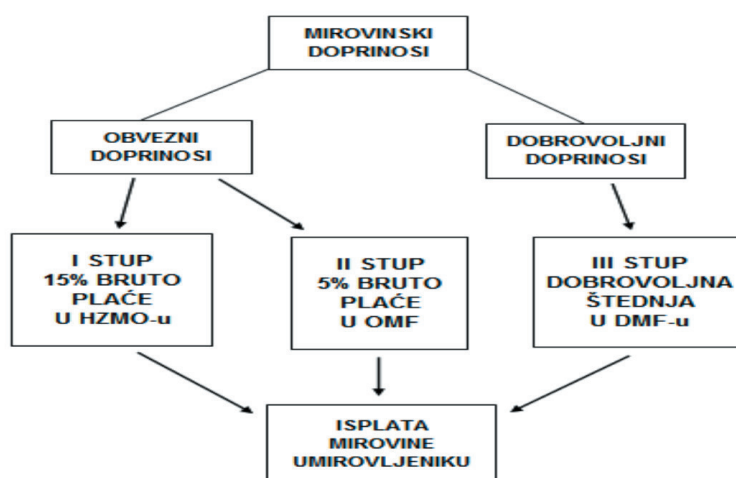 MIROVINSKI
DOPRINOSI
OBVEZNI
DOPRINOSI
DOBROVOLJNI
DOPRINOSI
I STUP
15% BRUTO
PLAĆE
U HZMO-u
II STUP
5% BRUTO
PLAĆE
U OMF
III STUP
DOBROVOLJNA
ŠTEDNJA
U DMF-u
ISPLATA
MIROVINE
UMIROVLJENIKU